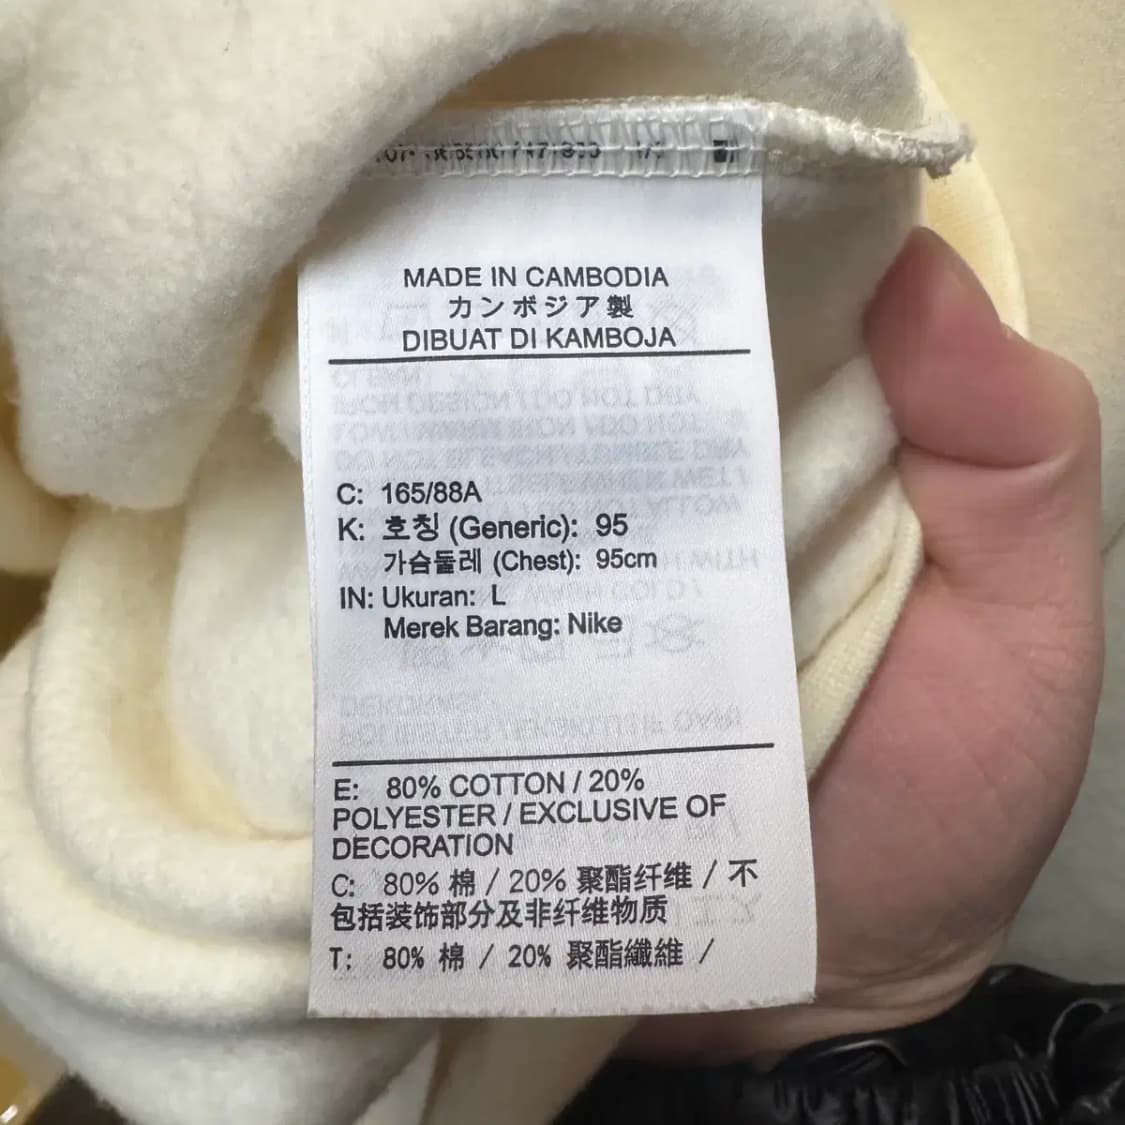 MADE IN CAMBODIA
カンボジア製
DIBUAT DI KAMBOJA
C: 165/88A
K: 호칭 (Generic): 95
가슴둘레 (Chest): 95cm
IN: Ukuran: L
Merek Barang: Nike
E: 80% COTTON / 20%
POLYESTER / EXCLUSIVE OF
DECORATION
C: 80% 棉 / 20% 聚酯纤维 / 不
包括装饰部分及非纤维物质
T: 80% 棉 / 20% 聚酯纖維 /